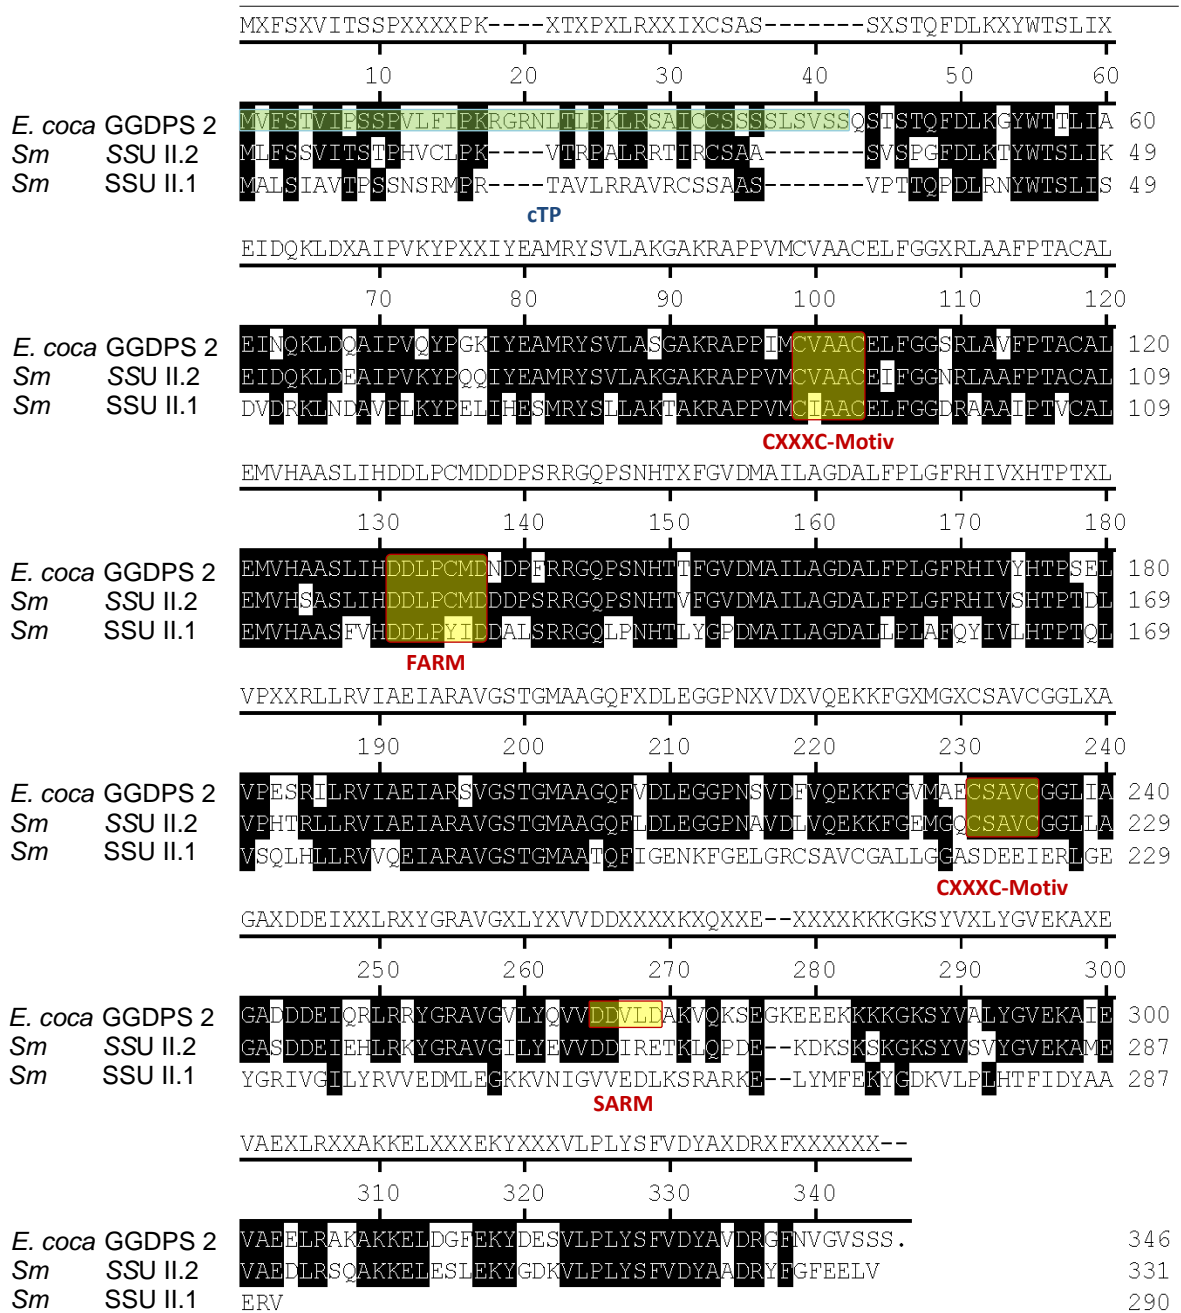 MXFSXVITSSPXXXXPK----XTXPXLRXXIXCSAS-------SXSTQFDLKXYWTSLIX
10 20 30 40 50 60
E. coca GGDPS 2 MVFSTVIPSSPVLFIPKRGRNLTLPKLRSAICCSSSSSLSVSSQSTSTQFDLKGYWTTLIA 60
Sm SSU II.2 MLFSSVITSTPHVCLPK----VTRPALRRTIRCSAA-------SVSPGFDLKTYWTSLIK 49
Sm SSU II.1 MALSIAVTPSSNSRMPR----TAVLRRAVRCSSAAS-------VPTTQPDLRNYWTSLIS 49
cTP
EIDQKLDXAIPVKYPXXIYEAMRYSVLAKGAKRAPPVMCVAACELFGGXRLAAFPTACAL
70 80 90 100 110 120
E. coca GGDPS 2 EINQKLDQAIPVQYPGKIYEAMRYSVLASGAKRAPPIMCVAACELFGGSRLAVFPTACAL 120
Sm SSU II.2 EIDQKLDEAIPVKYPQQIYEAMRYSVLAKGAKRAPPVMCVAACEIFGGNRLAAFPTACAL 109
Sm SSU II.1 DVDRKLNDAVPLKYPELIHESMRYSLLAKTAKRAPPVMCIAACELFGGDRAAAIPTVCAL 109
CXXXC-Motiv
EMVHAASLIHDDLPCMDDDPSRRGQPSNHTXFGVDMAILAGDALFPLGFRHIVXHTPTXL
130 140 150 160 170 180
E. coca GGDPS 2 EMVHAASLIHDDLPCMDNDPFRRGQPSNHTTFGVDMAILAGDALFPLGFRHIVYHTPSEL 180
Sm SSU II.2 EMVHSASLIHDDLPCMDDDPSRRGQPSNHTVFGVDMAILAGDALFPLGFRHIVSHTPTDL 169
Sm SSU II.1 EMVHAASFVHDDLPYIDDALSRRGQLPNHTLYGPDMAILAGDALLPLAFQYIVLHTPTQL 169
FARM
VPXXRLLRVIAEIARAVGSTGMAAGQFXDLEGGPNXVDXVQEKKFGXMGXCSAVCGGLXA
190 200 210 220 230 240
E. coca GGDPS 2 VPESRILRVIAEIARSVGSTGMAAGQFVDLEGGPNSVDFVQEKKFGVMAECSAVCGGLIA 240
Sm SSU II.2 VPHTRLLRVIAEIARAVGSTGMAAGQFLDLEGGPNAVDLVQEKKFGEMGQCSAVCGGLLA 229
Sm SSU II.1 VSQLHLLRVVQEIARAVGSTGMAATQFIGENKFGELGRCSAVCGALLGGASDEEIERLGE 229
CXXXC-Motiv
GAXDDEIXXLRXYGRAVGXLYXVVDDXXXXKXQXXE--XXXXKKKGKSYVXLYGVEKAXE
250 260 270 280 290 300
E. coca GGDPS 2 GADDDEIQRLRRYGRAVGVLYQVVDDVLDAKVQKSEGKEEEKKKKGKSYVALYGVEKAIE 300
Sm SSU II.2 GASDDEIEHLRKYGRAVGILYEVVDDIRETKLQPDE--KDKSKSKGKSYVSVYGVEKAME 287
Sm SSU II.1 YGRIVGILYRVVEDMLEGKKVNIGVVEDLKSRARKE--LYMFEKYGDKVLPLHTFIDYAA 287
SARM
VAEXLRXXAKKELXXXEKYXXXVLPLYSFVDYAXDRXFXXXXXX--
310 320 330 340
E. coca GGDPS 2 VAEELRAKAKKELDGFEKYDESVLPLYSFVDYAVDRGFNVGVSSS. 346
Sm SSU II.2 VAEDLRSQAKKELESLEKYGDKVLPLYSFVDYAADRYFGFEELV 331
Sm SSU II.1 ERV 290